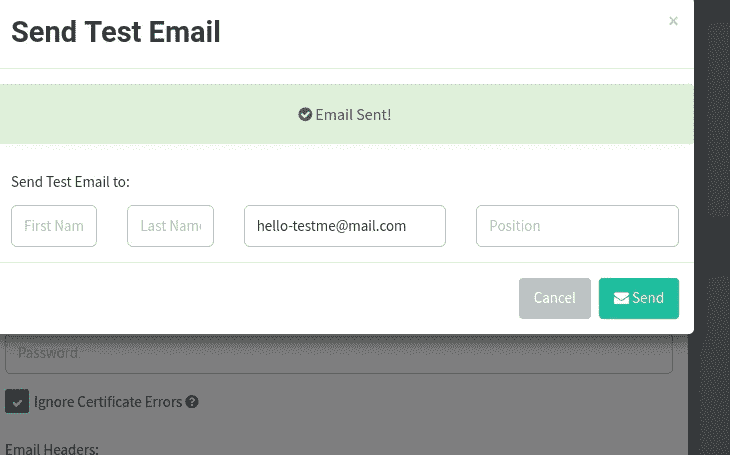 Send Test Email
×
Email Sent!
Send Test Email to:
First Nam
Last Name
hello-testme@mail.com
Position
Cancel
Send
Password
Ignore Certificate Errors
Email Headers: